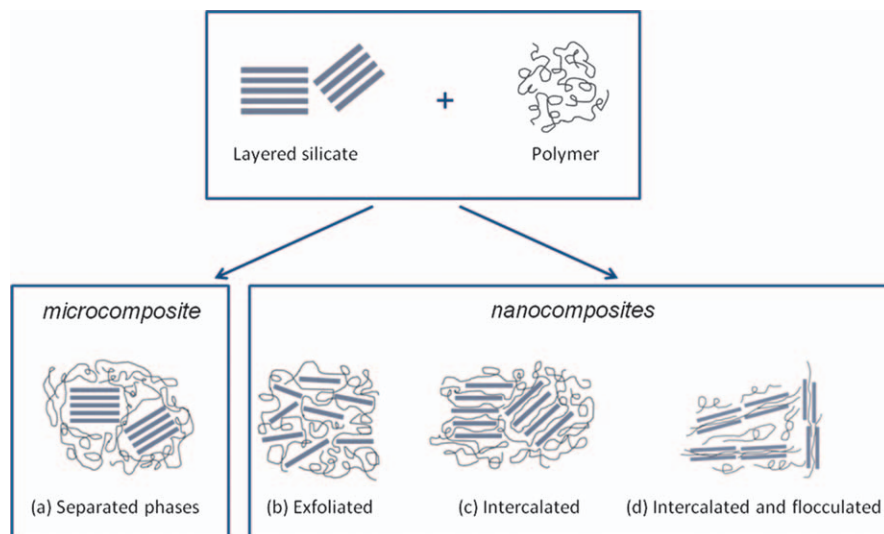 +
Layered silicate
Polymer
microcomposite
nanocomposites
(a) Separated phases
(b) Exfoliated
(c) Intercalated
(d) Intercalated and flocculated